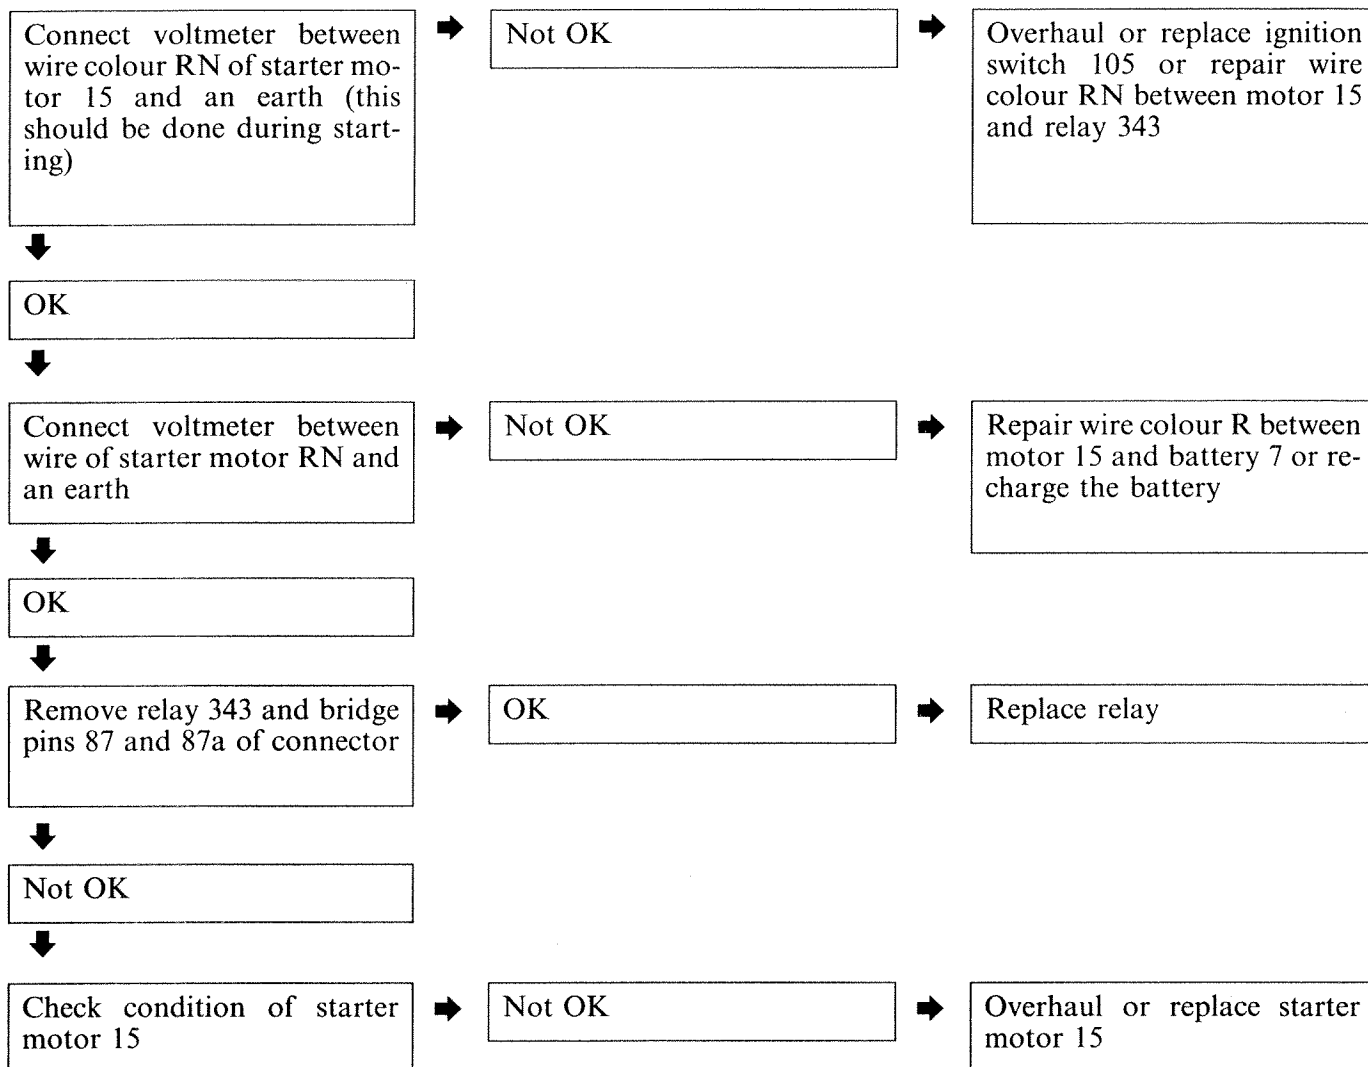 Connect voltmeter between
wire colour RN of starter mo-
tor 15 and an earth (this
should be done during start-
ing)
Not OK
Overhaul or replace ignition
switch 105 or repair wire
colour RN between motor 15
and relay 343
OK
Connect voltmeter between
wire of starter motor RN and
an earth
Not OK
Repair wire colour R between
motor 15 and battery 7 or re-
charge the battery
OK
Remove relay 343 and bridge
pins 87 and 87a of connector
OK
Replace relay
Not OK
Check condition of starter
motor 15
Not OK
Overhaul or replace starter
motor 15